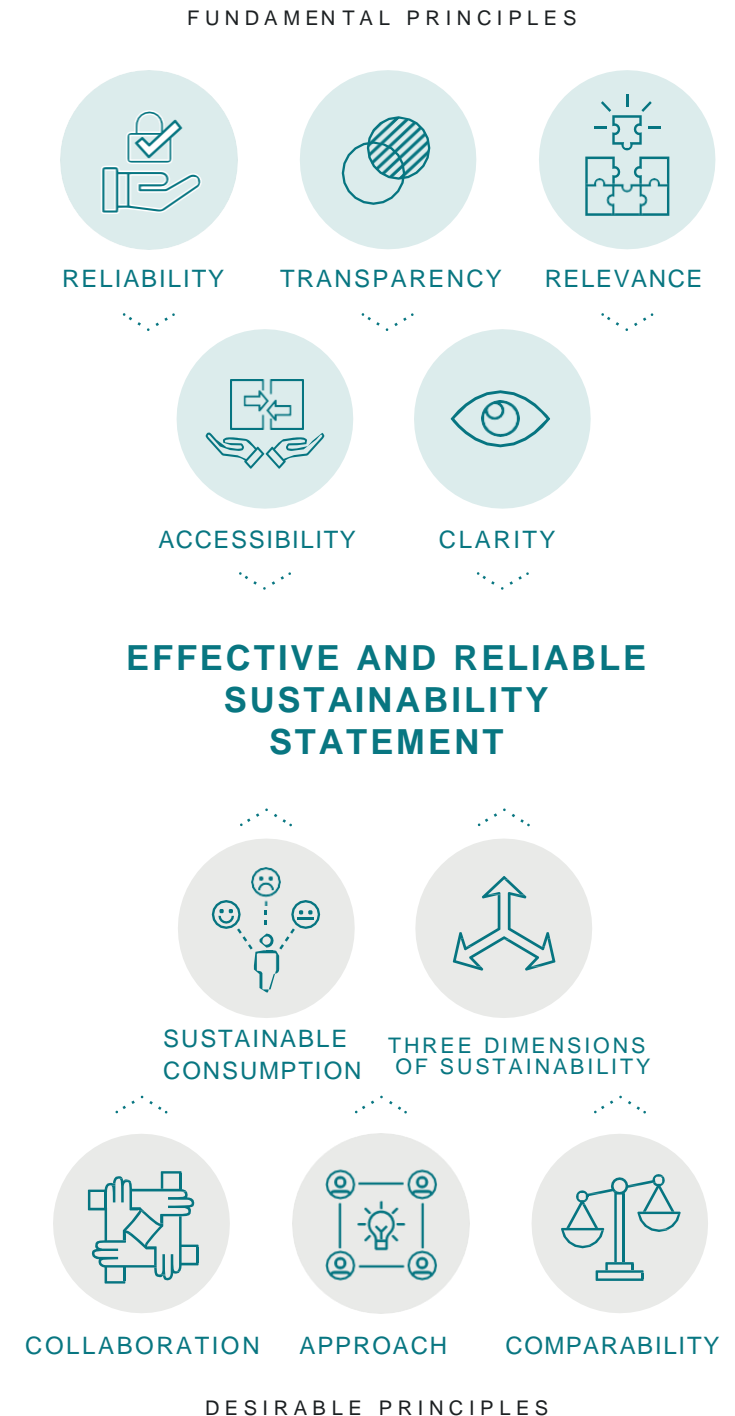 FUNDAMENTAL PRINCIPLES
RELIABILITY
TRANSPARENCY
RELEVANCE
ACCESSIBILITY
CLARITY
EFFECTIVE AND RELIABLE
SUSTAINABILITY
STATEMENT
SUSTAINABLE
CONSUMPTION
THREE DIMENSIONS
OF SUSTAINABILITY
COLLABORATION
APPROACH
COMPARABILITY
DESIRABLE PRINCIPLES